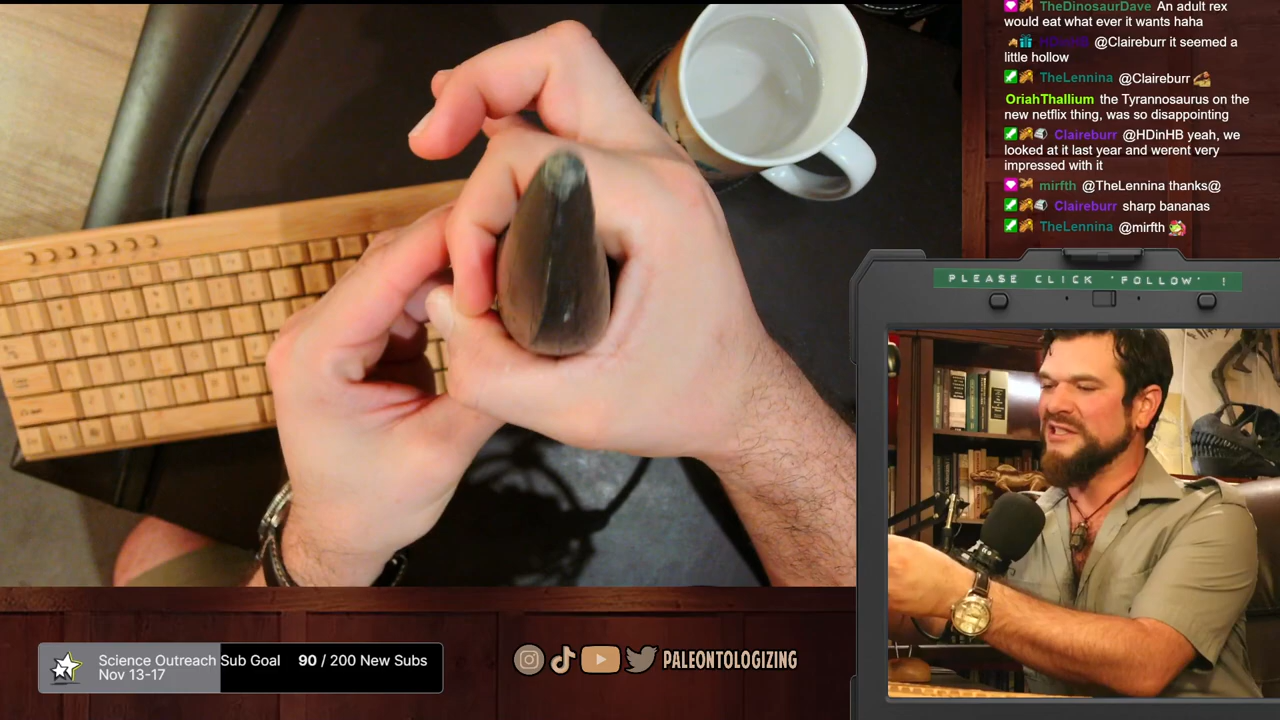 TheDinosaurDave An adult rex
would eat what ever it wants haha
HDinHB @Claireburr it seemed a
little hollow
TheLennina @Claireburr
OriahThallium the Tyrannosaurus on the
new netflix thing, was so disappointing
Claireburr @HDinHB yeah, we
looked at it last year and werent very
impressed with it
mirfth @TheLennina thanks@
Claireburr sharp bananas
TheLennina @mirfth
PLEASE CLICK 'FOLLOW' !
Science Outreach Sub Goal 90 / 200 New Subs
Nov 13-17
PALEONTOLOGIZING